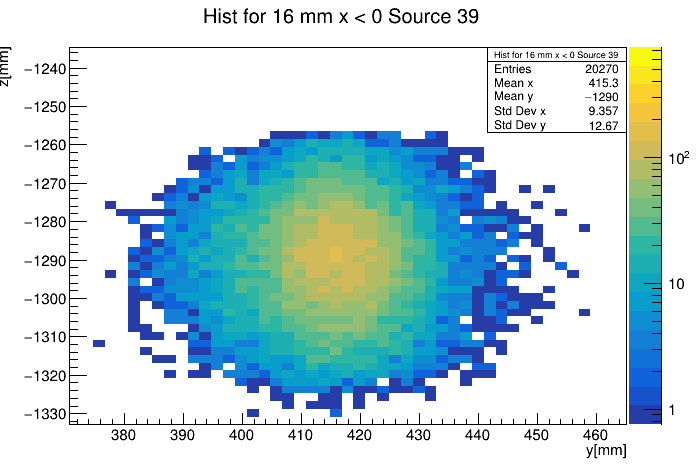 Hist for 16 mm x < 0 Source 39
z[mm]
Hist for 16 mm x < 0 Source 39
Entries 20270
Mean x 415.3
Mean y −1290
Std Dev x 9.357
Std Dev y 12.67
−1240
−1250
−1260
−1270
−1280
−1290
−1300
−1310
−1320
−1330
10²
10
1
380 390 400 410 420 430 440 450 460
y[mm]